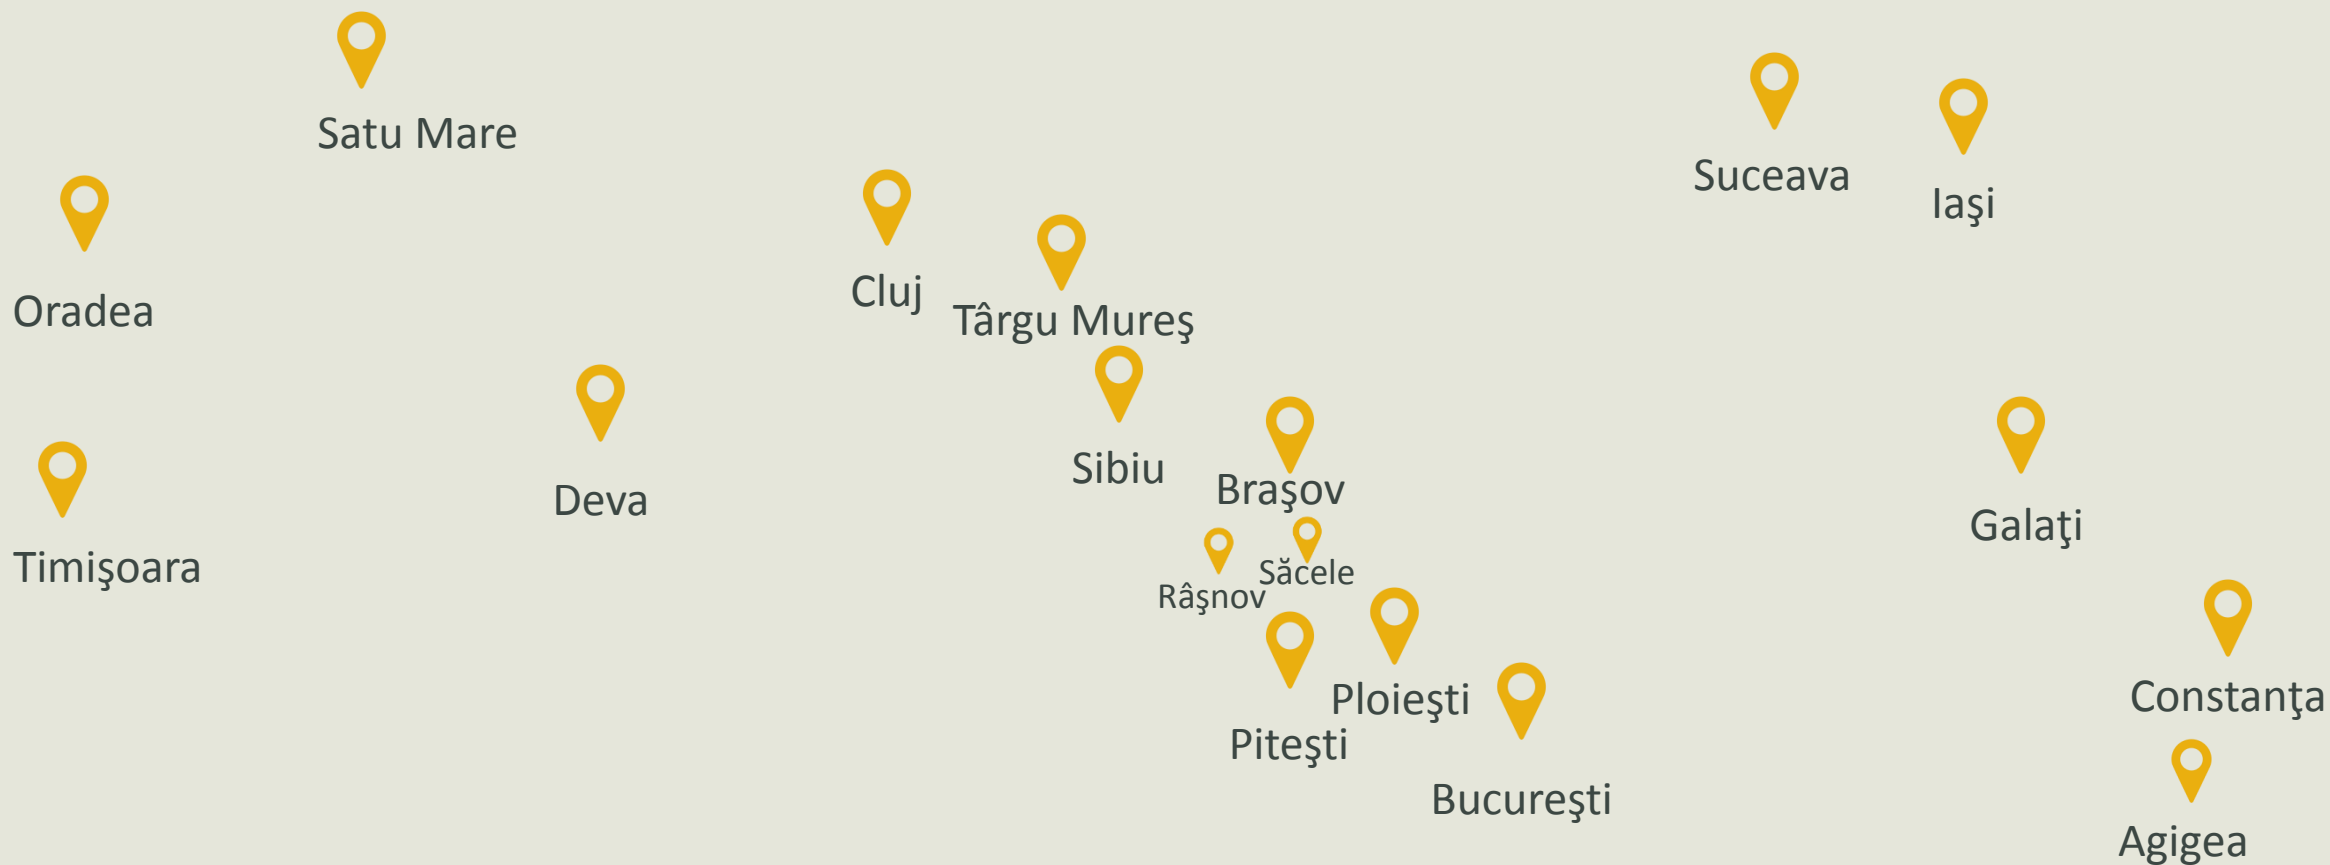 Satu Mare
Suceava
Iaşi
Oradea
Cluj
Târgu Mureş
Sibiu
Braşov
Deva
Galaţi
Timişoara
Săcele
Râşnov
Ploieşti
Constanţa
Piteşti
Bucureşti
Agigea